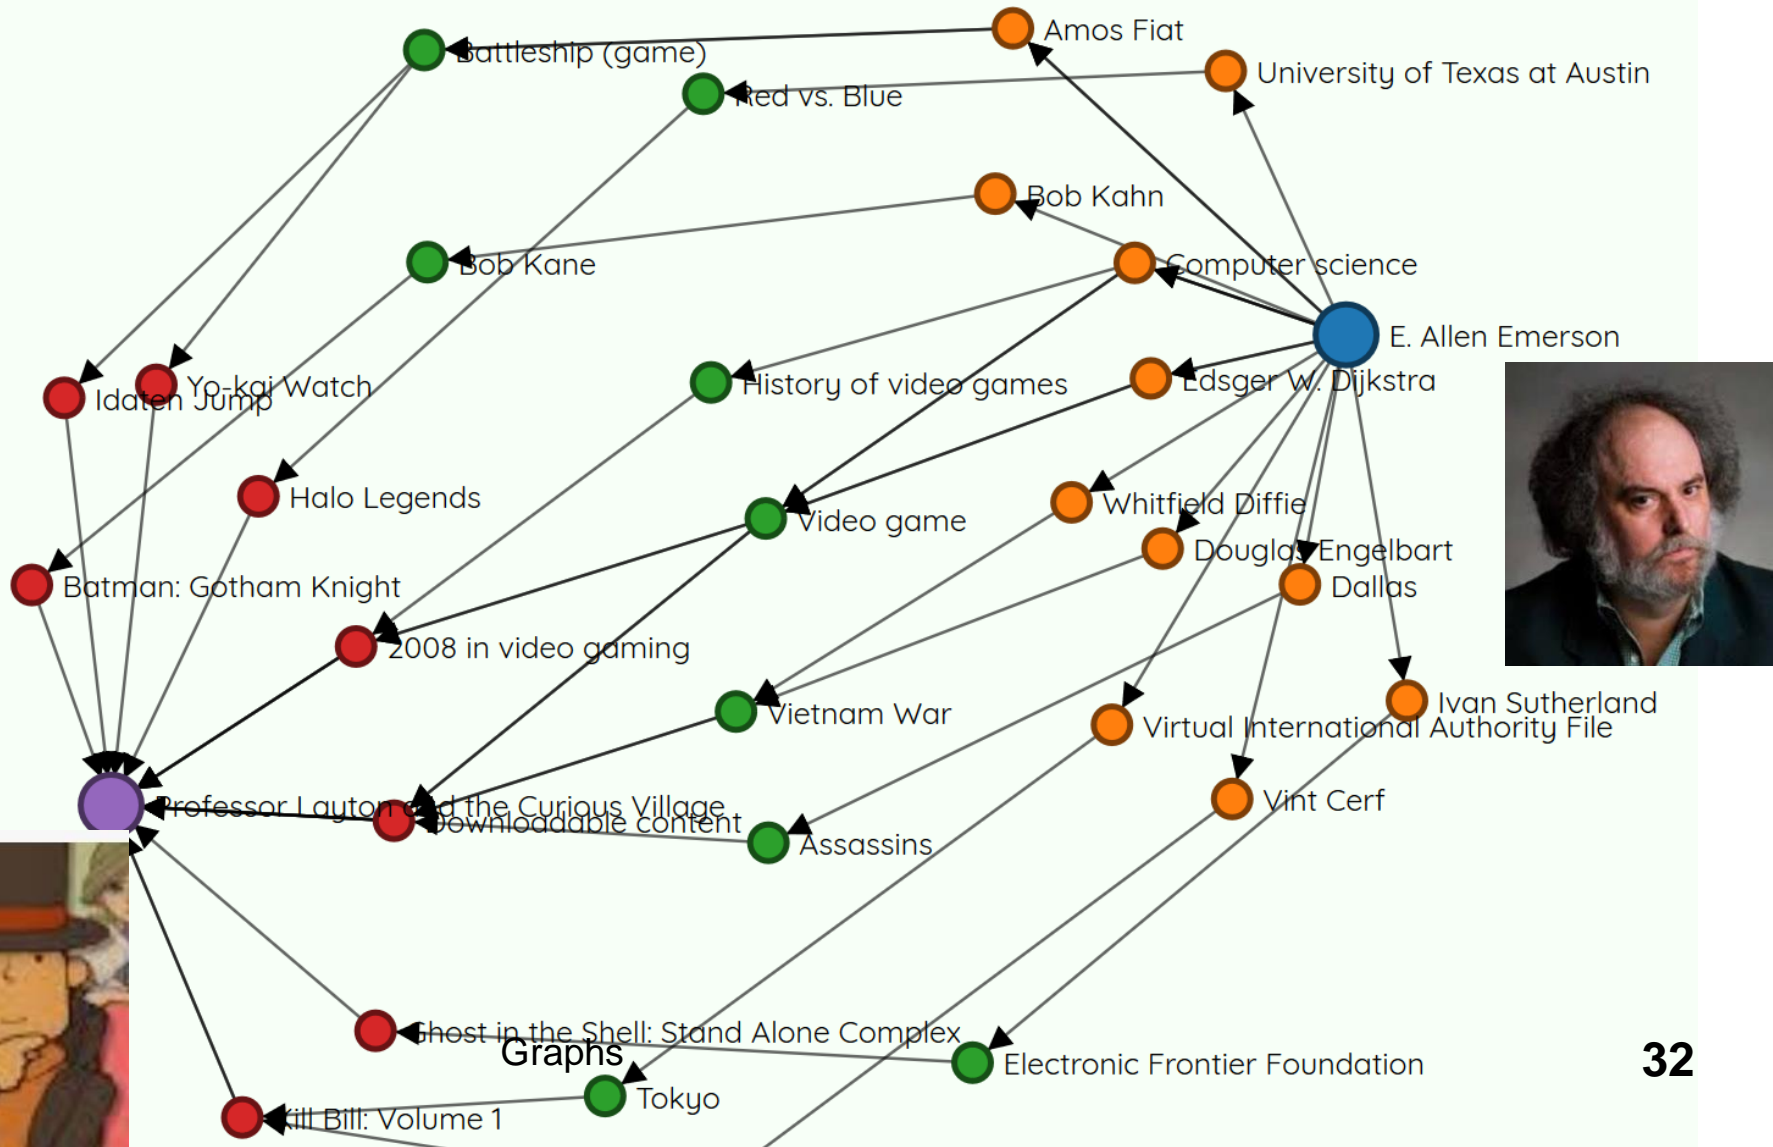 Amos Fiat
Battleship (game)
University of Texas at Austin
Red vs. Blue
Bob Kahn
Bob Kane
Computer science
E. Allen Emerson
History of video games
Edsger W. Dijkstra
Yo-kai Watch
Idaten Jump
Halo Legends
Whitfield Diffie
Video game
Douglas Engelbart
Batman: Gotham Knight
Dallas
2008 in video gaming
Ivan Sutherland
Vietnam War
Virtual International Authority File
Vint Cerf
Professor Layton and the Curious Village
Downloadable content
Assassins
Ghost in the Shell: Stand Alone Complex
Graphs
Electronic Frontier Foundation
32
Tokyo
Kill Bill: Volume 1